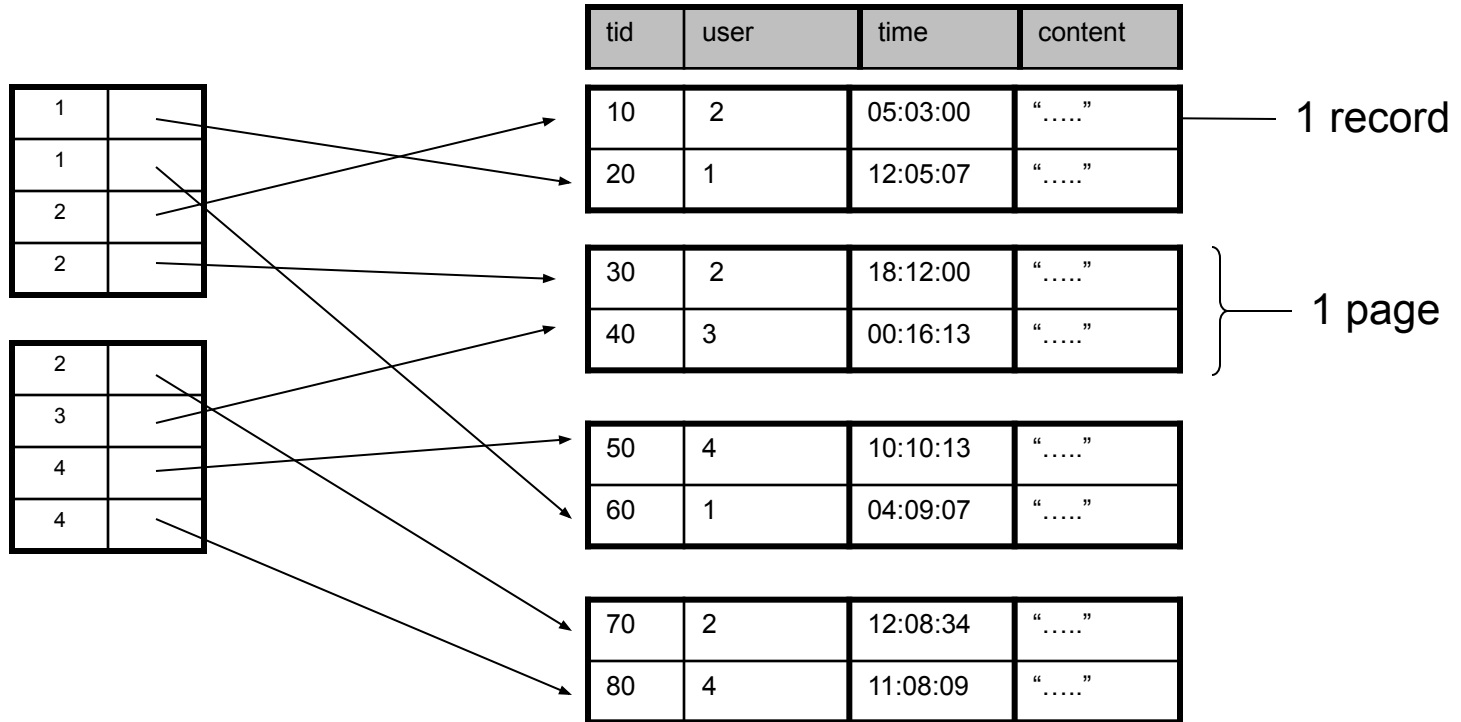 tid user time content
1
1
2
2
10 2 05:03:00 “…..”
20 1 12:05:07 “…..”
1 record
30 2 18:12:00 “…..”
40 3 00:16:13 “…..”
1 page
2
3
4
4
50 4 10:10:13 “…..”
60 1 04:09:07 “…..”
70 2 12:08:34 “…..”
80 4 11:08:09 “…..”